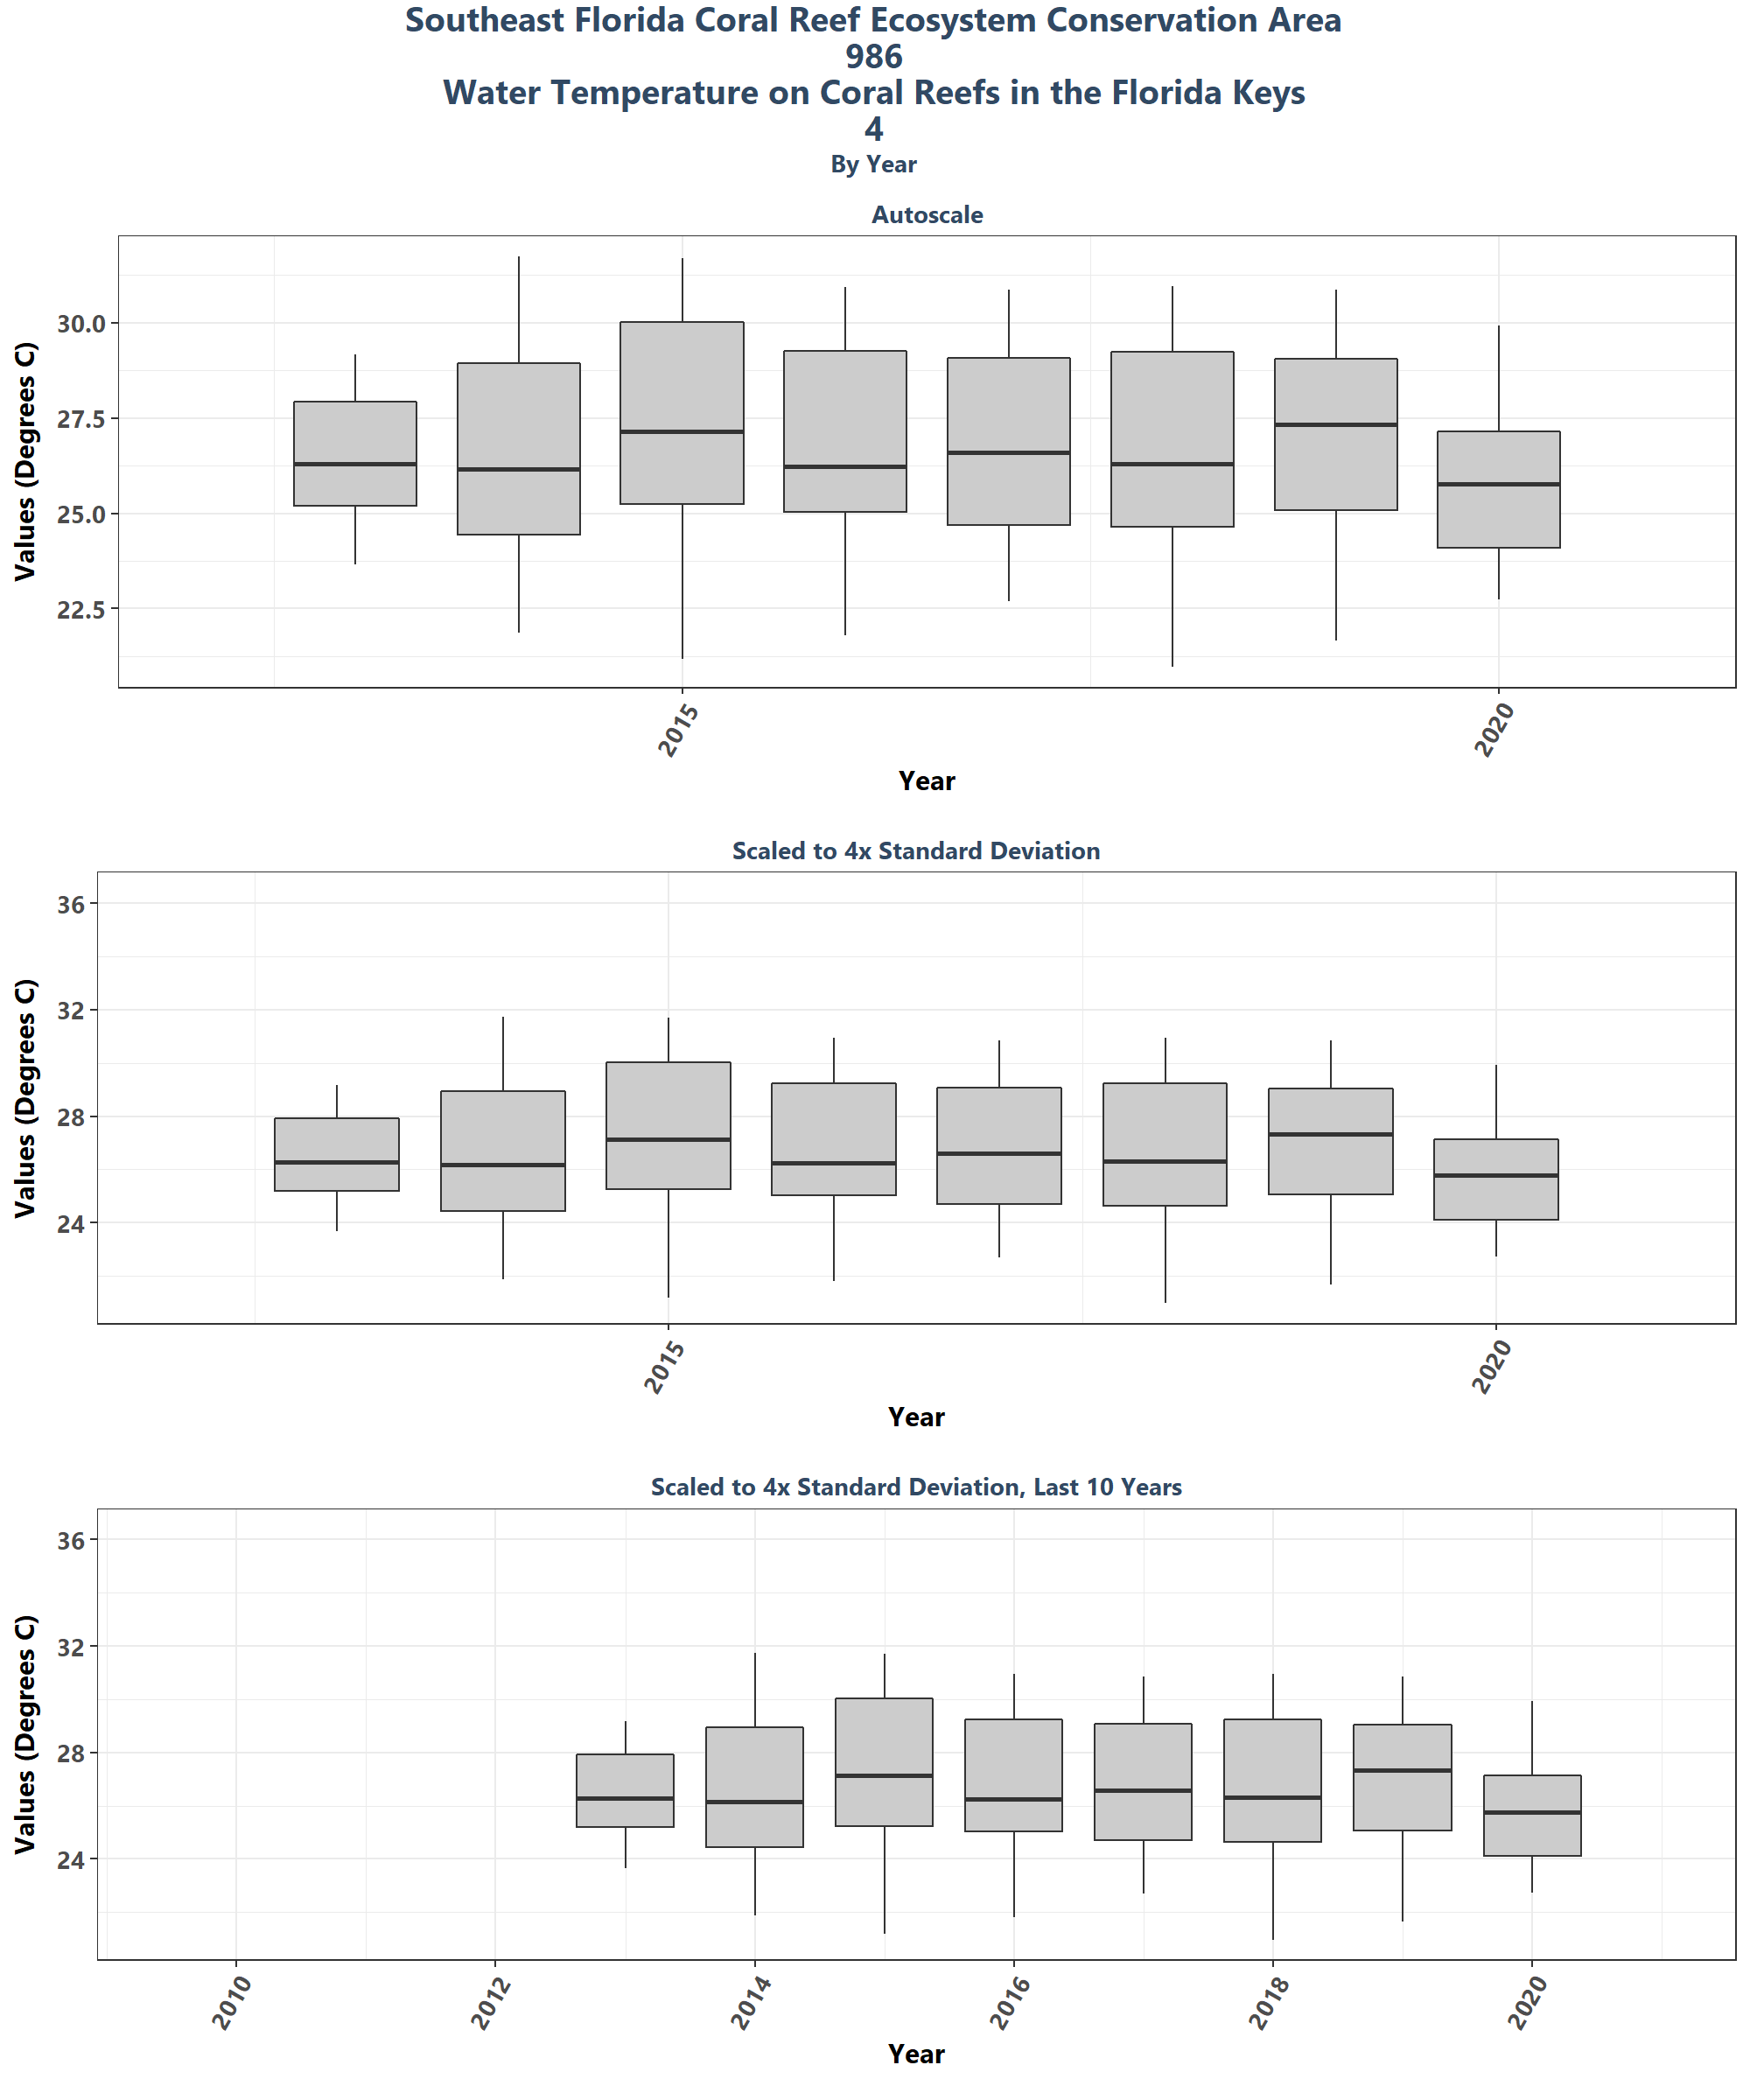 Southeast Florida Coral Reef Ecosystem Conservation Area
986
Water Temperature on Coral Reefs in the Florida Keys
4
By Year
Autoscale
Values (Degrees C)
30.0
27.5
25.0
22.5
2015
2020
Year
Scaled to 4x Standard Deviation
Values (Degrees C)
36
32
28
24
2015
2020
Year
Scaled to 4x Standard Deviation, Last 10 Years
Values (Degrees C)
36
32
28
24
2010
2012
2014
2016
2018
2020
Year